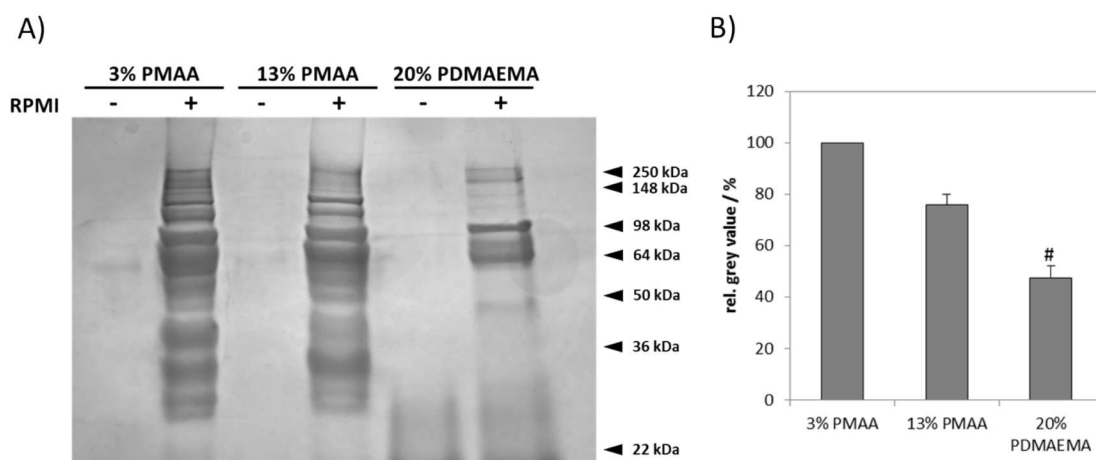 A)
3% PMAA 13% PMAA 20% PDMAEMA
RPMI - + - + - +
250 kDa
148 kDa
98 kDa
64 kDa
50 kDa
36 kDa
22 kDa
B)
120
100
80
60
40
20
0
rel. grey value / %
#
3% PMAA 13% PMAA 20%
PDMAEMA